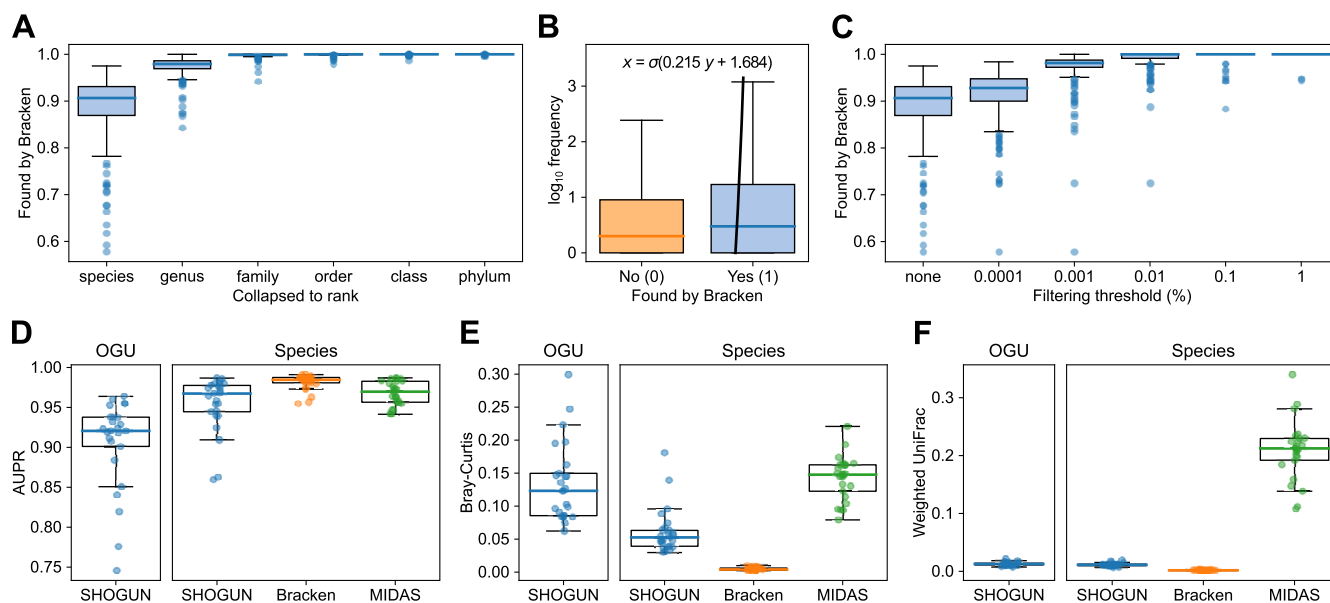 A
Found by Bracken
1.0
0.9
0.8
0.7
0.6
species genus family order class phylum
Collapsed to rank
B
log10 frequency
3
2
1
0
x = σ(0.215 y + 1.684)
No (0) Yes (1)
Found by Bracken
C
Found by Bracken
1.0
0.9
0.8
0.7
0.6
none 0.0001 0.001 0.01 0.1 1
Filtering threshold (%)
D
OGU Species
AUPR
1.00
0.95
0.90
0.85
0.80
0.75
SHOGUN SHOGUN Bracken MIDAS
E
OGU Species
Bray-Curtis
0.30
0.25
0.20
0.15
0.10
0.05
0.00
SHOGUN SHOGUN Bracken MIDAS
F
OGU Species
Weighted UniFrac
0.3
0.2
0.1
0.0
SHOGUN SHOGUN Bracken MIDAS